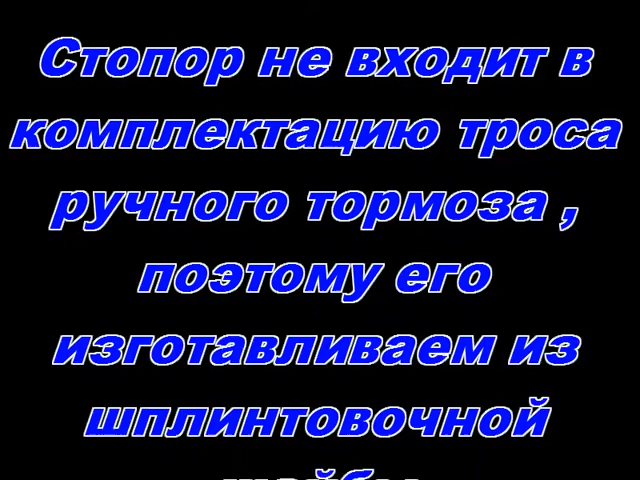 Стопор не входит в
комплектацию троса
ручного тормоза ,
поэтому его
изготавливаем из
шплинтовочной